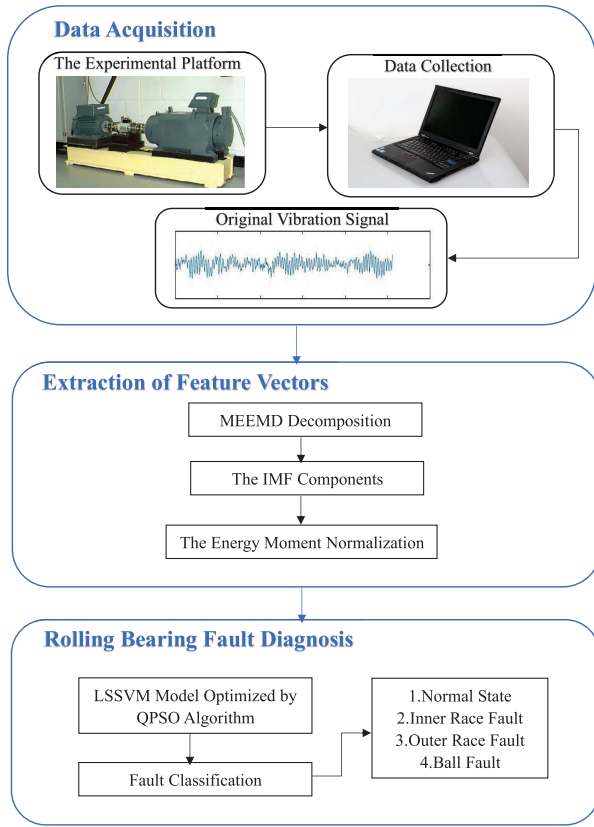 Data Acquisition
The Experimental Platform
Data Collection
Original Vibration Signal
Extraction of Feature Vectors
MEEMD Decomposition
The IMF Components
The Energy Moment Normalization
Rolling Bearing Fault Diagnosis
LSSVM Model Optimized by
QPSO Algorithm
Fault Classification
1.Normal State
2.Inner Race Fault
3.Outer Race Fault
4.Ball Fault